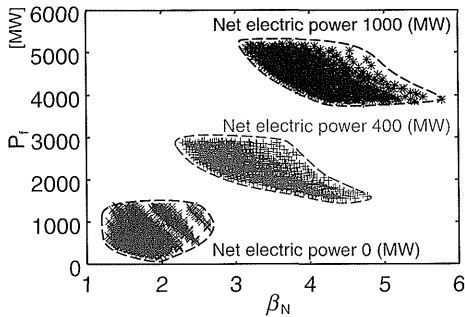 [MW]
P_f
6000
5000
4000
3000
2000
1000
0
Net electric power 1000 (MW)
Net electric power 400 (MW)
Net electric power 0 (MW)
1 2 3 4 5 6
β_N